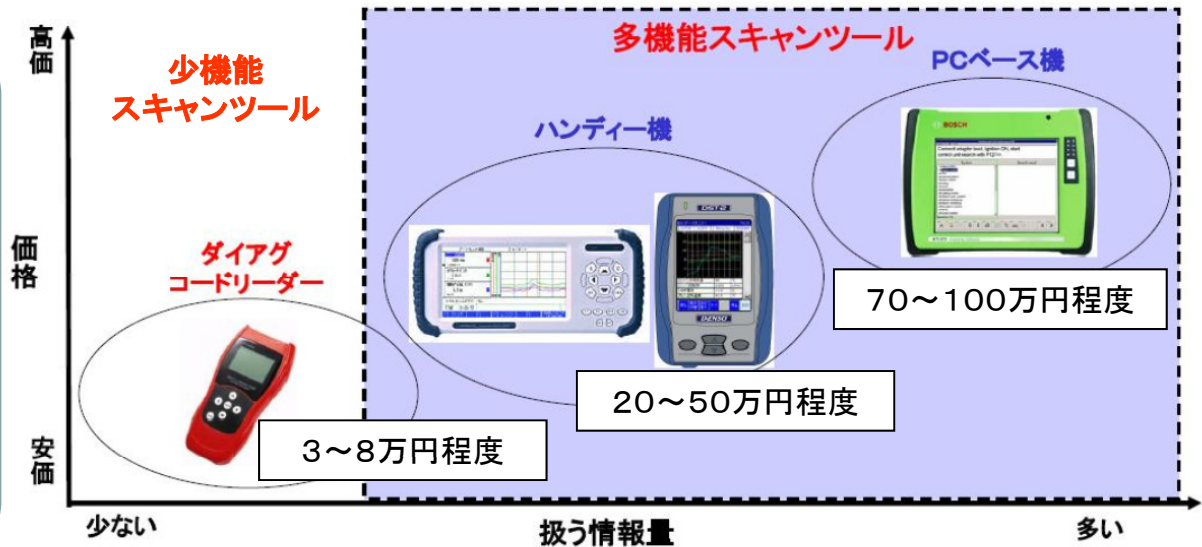 高価
価格
安価
少機能
スキャンツール
多機能スキャンツール
PCベース機
ハンディー機
ダイアグ
コードリーダー
BOSCH
DST-2
DENSO
70～100万円程度
20～50万円程度
3～8万円程度
少ない
扱う情報量
多い